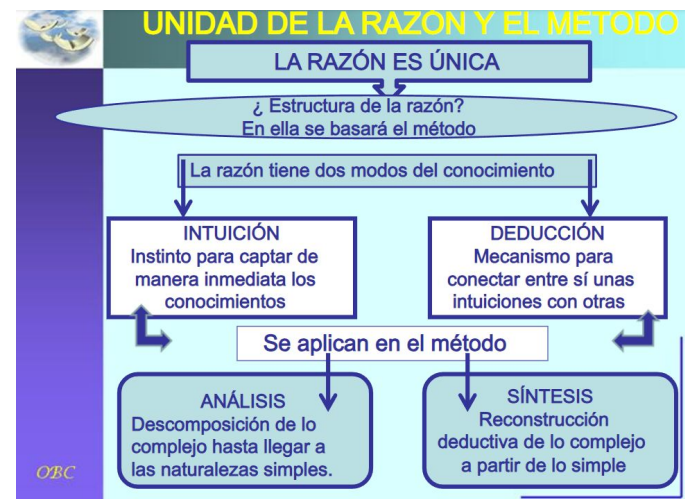 UNIDAD DE LA RAZÓN Y EL MÉTODO
LA RAZÓN ES ÚNICA
¿ Estructura de la razón?
En ella se basará el método
La razón tiene dos modos del conocimiento
INTUICIÓN
Instinto para captar de
manera inmediata los
conocimientos
DEDUCCIÓN
Mecanismo para
conectar entre sí unas
intuiciones con otras
Se aplican en el método
ANÁLISIS
Descomposición de lo
complejo hasta llegar a
las naturalezas simples.
SÍNTESIS
Reconstrucción
deductiva de lo complejo
a partir de lo simple
OBC